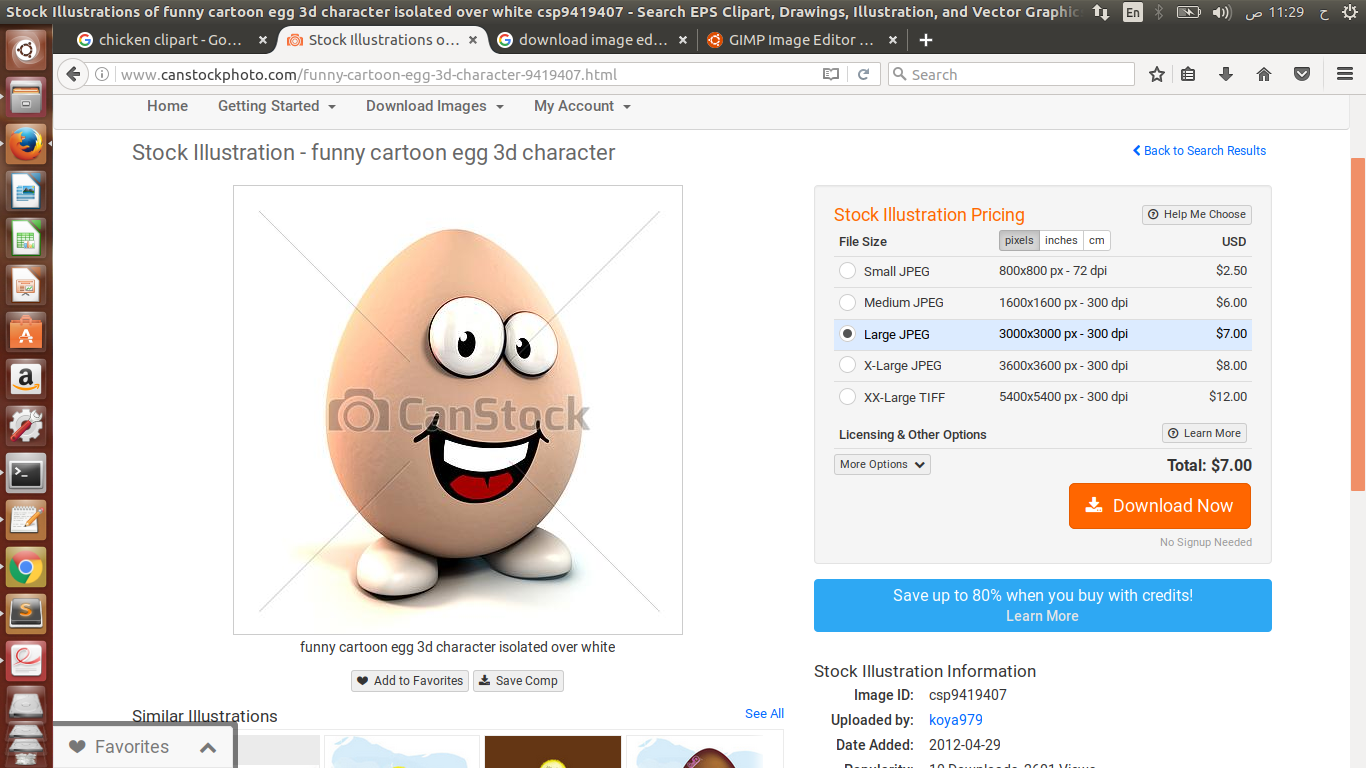 Stock Illustrations of funny cartoon egg 3d character isolated over white csp9419407 - Search EPS Clipart, Drawings, Illustration, and Vector Graphic
En
ص 11:29 ح
chicken clipart - Go...
Stock Illustrations o...
download image ed...
GIMP Image Editor ...
www.canstockphoto.com/funny-cartoon-egg-3d-character-9419407.html
Search
Home Getting Started Download Images My Account
Stock Illustration - funny cartoon egg 3d character
Back to Search Results
CanStock
funny cartoon egg 3d character isolated over white
Add to Favorites Save Comp
Similar Illustrations See All
Favorites
Stock Illustration Pricing Help Me Choose
File Size pixels inches cm USD
Small JPEG 800x800 px - 72 dpi $2.50
Medium JPEG 1600x1600 px - 300 dpi $6.00
Large JPEG 3000x3000 px - 300 dpi $7.00
X-Large JPEG 3600x3600 px - 300 dpi $8.00
XX-Large TIFF 5400x5400 px - 300 dpi $12.00
Licensing & Other Options Learn More
More Options Total: $7.00
Download Now
No Signup Needed
Save up to 80% when you buy with credits!
Learn More
Stock Illustration Information
Image ID: csp9419407
Uploaded by: koya979
Date Added: 2012-04-29